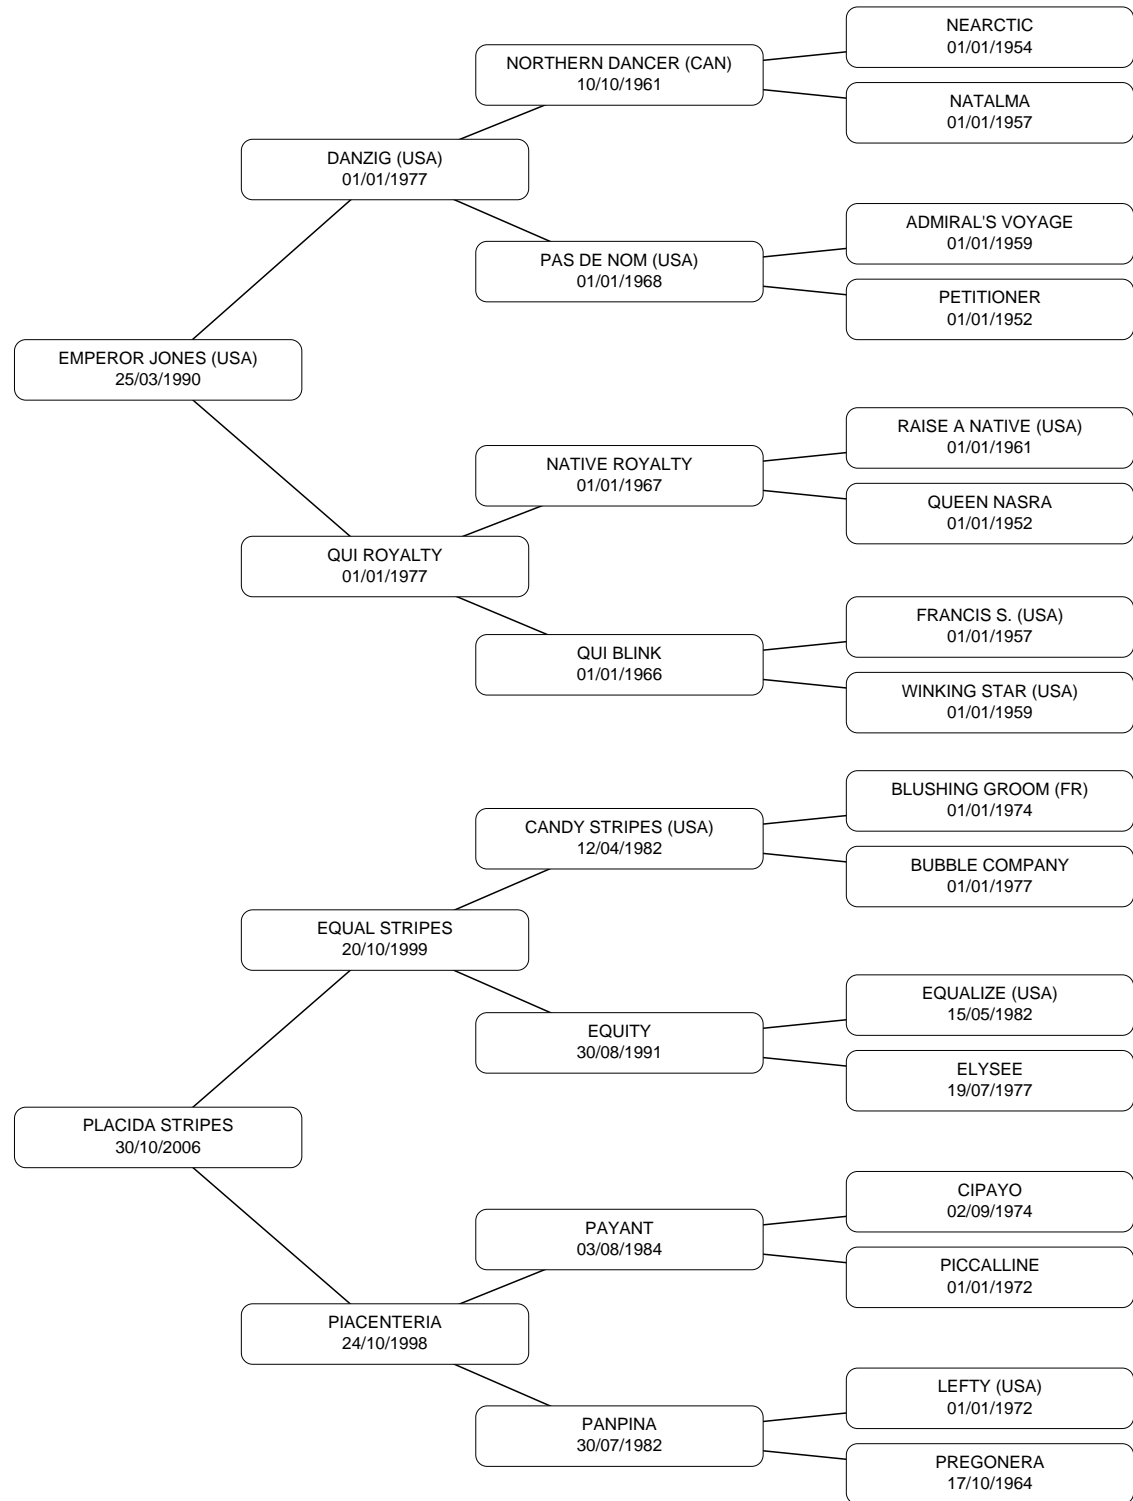 NEARCTIC
01/01/1954
NORTHERN DANCER (CAN)
10/10/1961
NATALMA
01/01/1957
DANZIG (USA)
01/01/1977
ADMIRAL'S VOYAGE
01/01/1959
PAS DE NOM (USA)
01/01/1968
PETITIONER
01/01/1952
EMPEROR JONES (USA)
25/03/1990
RAISE A NATIVE (USA)
01/01/1961
NATIVE ROYALTY
01/01/1967
QUEEN NASRA
01/01/1952
QUI ROYALTY
01/01/1977
FRANCIS S. (USA)
01/01/1957
QUI BLINK
01/01/1966
WINKING STAR (USA)
01/01/1959
BLUSHING GROOM (FR)
01/01/1974
CANDY STRIPES (USA)
12/04/1982
BUBBLE COMPANY
01/01/1977
EQUAL STRIPES
20/10/1999
EQUALIZE (USA)
15/05/1982
EQUITY
30/08/1991
ELYSEE
19/07/1977
PLACIDA STRIPES
30/10/2006
CIPAYO
02/09/1974
PAYANT
03/08/1984
PICCALLINE
01/01/1972
PIACENTERIA
24/10/1998
LEFTY (USA)
01/01/1972
PANPINA
30/07/1982
PREGONERA
17/10/1964